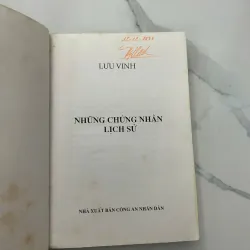 LƯU VINH
NHỮNG CHỨNG NHÂN
LỊCH SỬ
NHÀ XUẤT BẢN CÔNG AN NHÂN DÂN